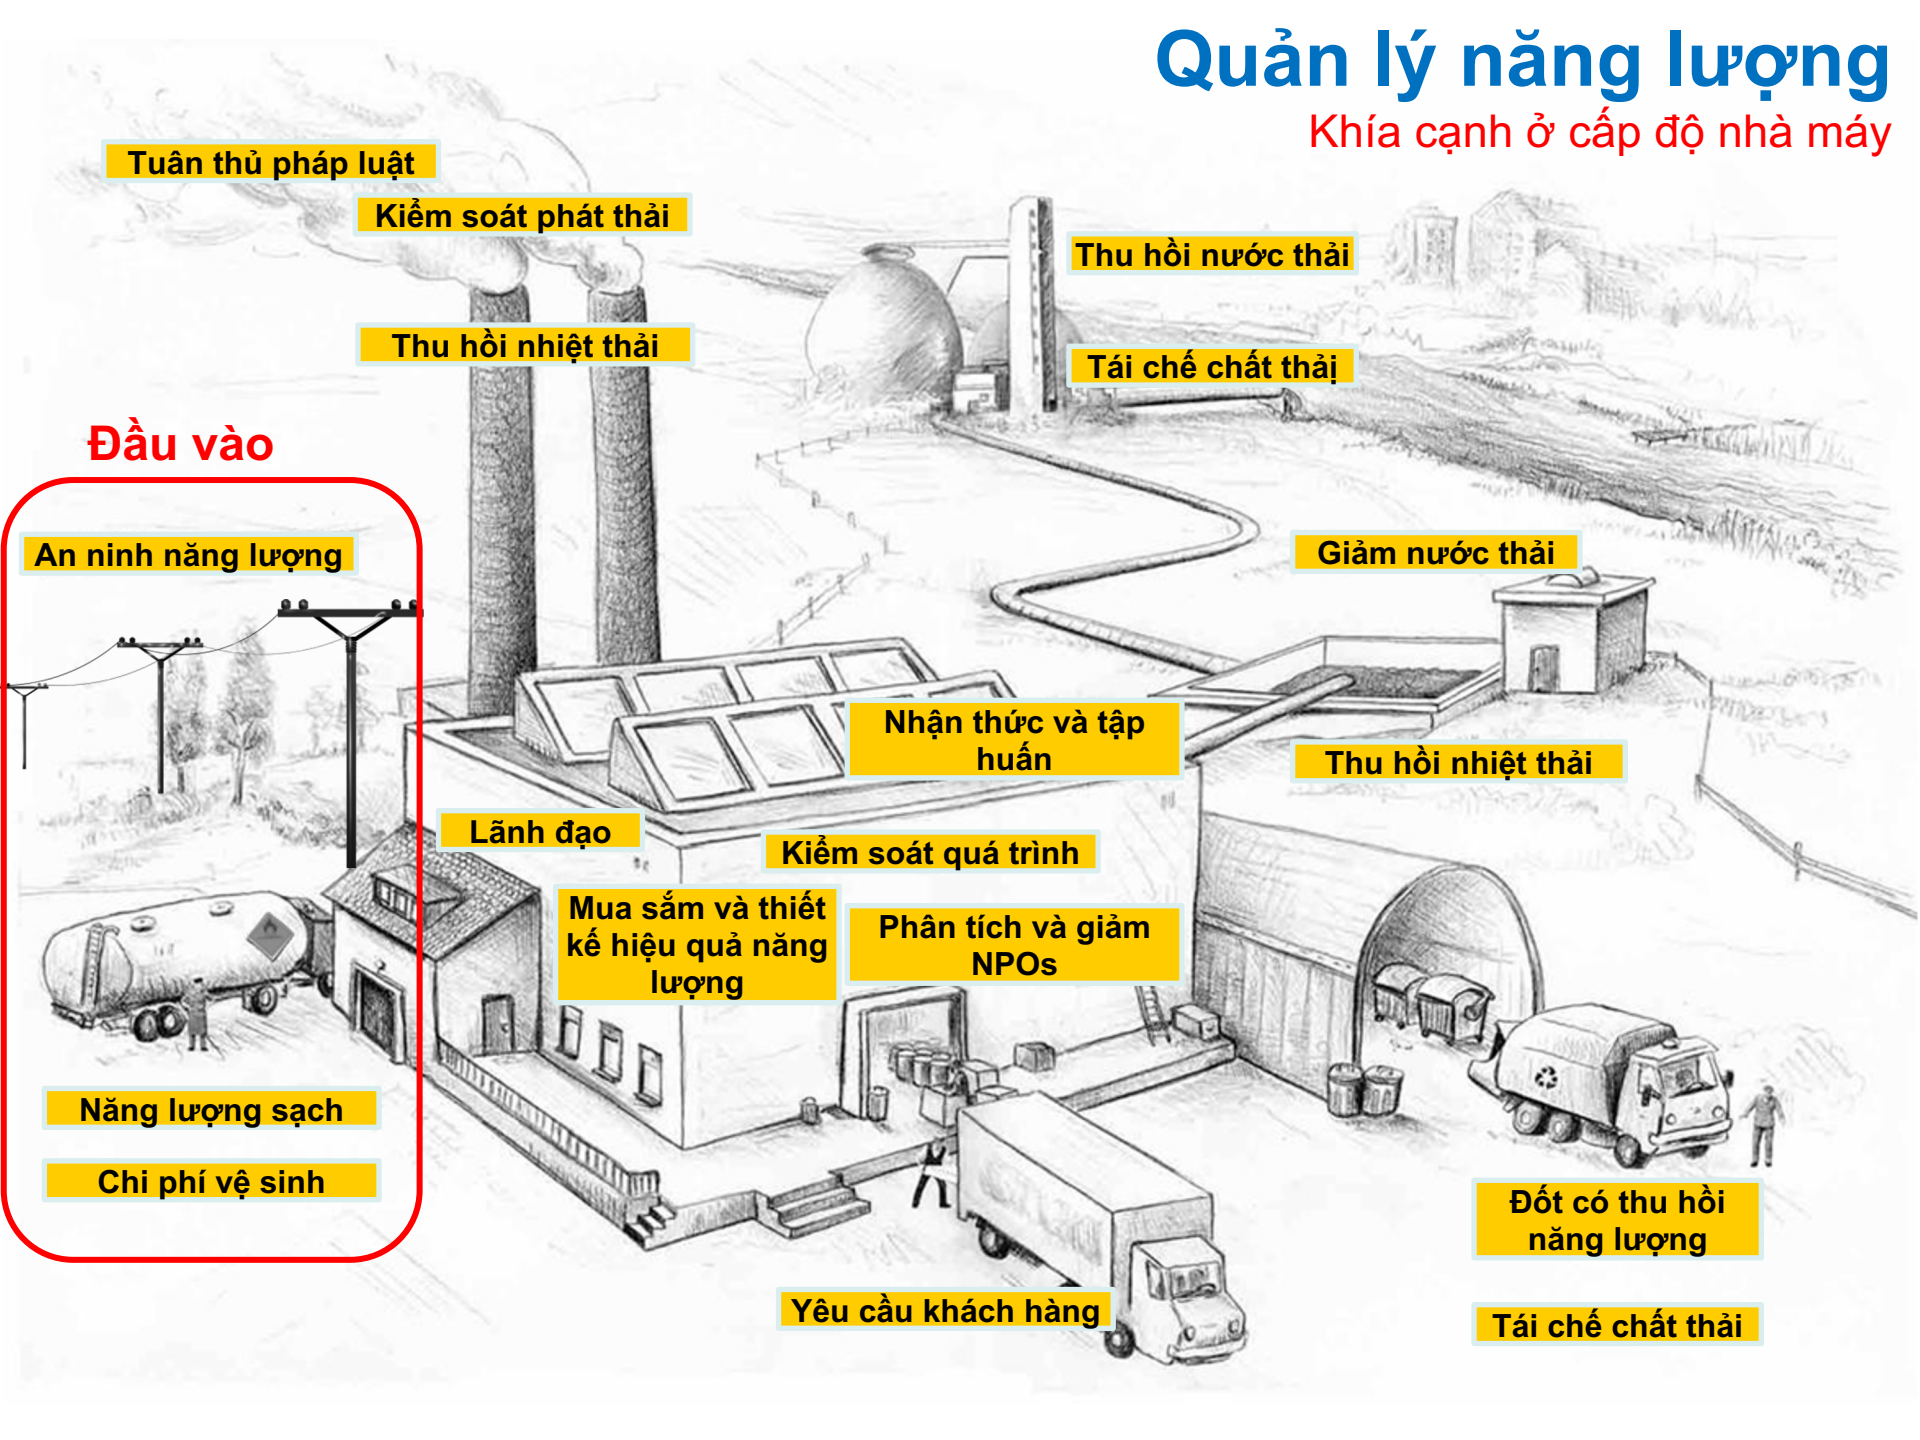 Quản lý năng lượng
Khía cạnh ở cấp độ nhà máy
Tuân thủ pháp luật
Kiểm soát phát thải
Thu hồi nước thải
Thu hồi nhiệt thải
Tái chế chất thảị
Đầu vào
An ninh năng lượng
Giảm nước thải
Nhận thức và tập
huấn
Thu hồi nhiệt thải
Lãnh đạo
Kiểm soát quá trình
Mua sắm và thiết
kế hiệu quả năng
lượng
Phân tích và giảm
NPOs
Năng lượng sạch
Chi phí vệ sinh
Đốt có thu hồi
năng lượng
Yêu cầu khách hàng
Tái chế chất thải